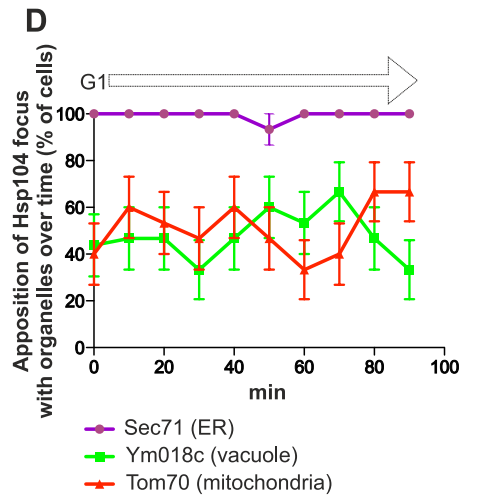 D
G1
Apposition of Hsp104 focus
with organelles over time (% of cells)
100
80
60
40
20
0
0 20 40 60 80 100
min
Sec71 (ER)
Ym018c (vacuole)
Tom70 (mitochondria)